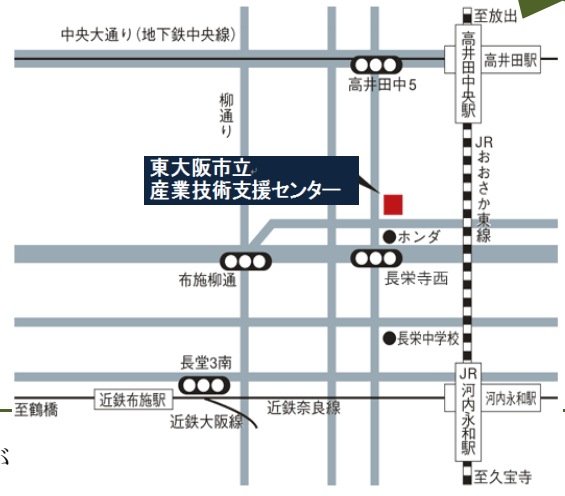 至放出
中央大通り(地下鉄中央線)
高井田中央駅
高井田駅
高井田中5
柳通り
JRおおさか東線
東大阪市立
産業技術支援センター
ホンダ
布施柳通
長栄寺西
長栄中学校
長堂3南
JR河内永和駅
近鉄布施駅
河内永和駅
至鶴橋
近鉄奈良線
近鉄大阪線
が
至久宝寺